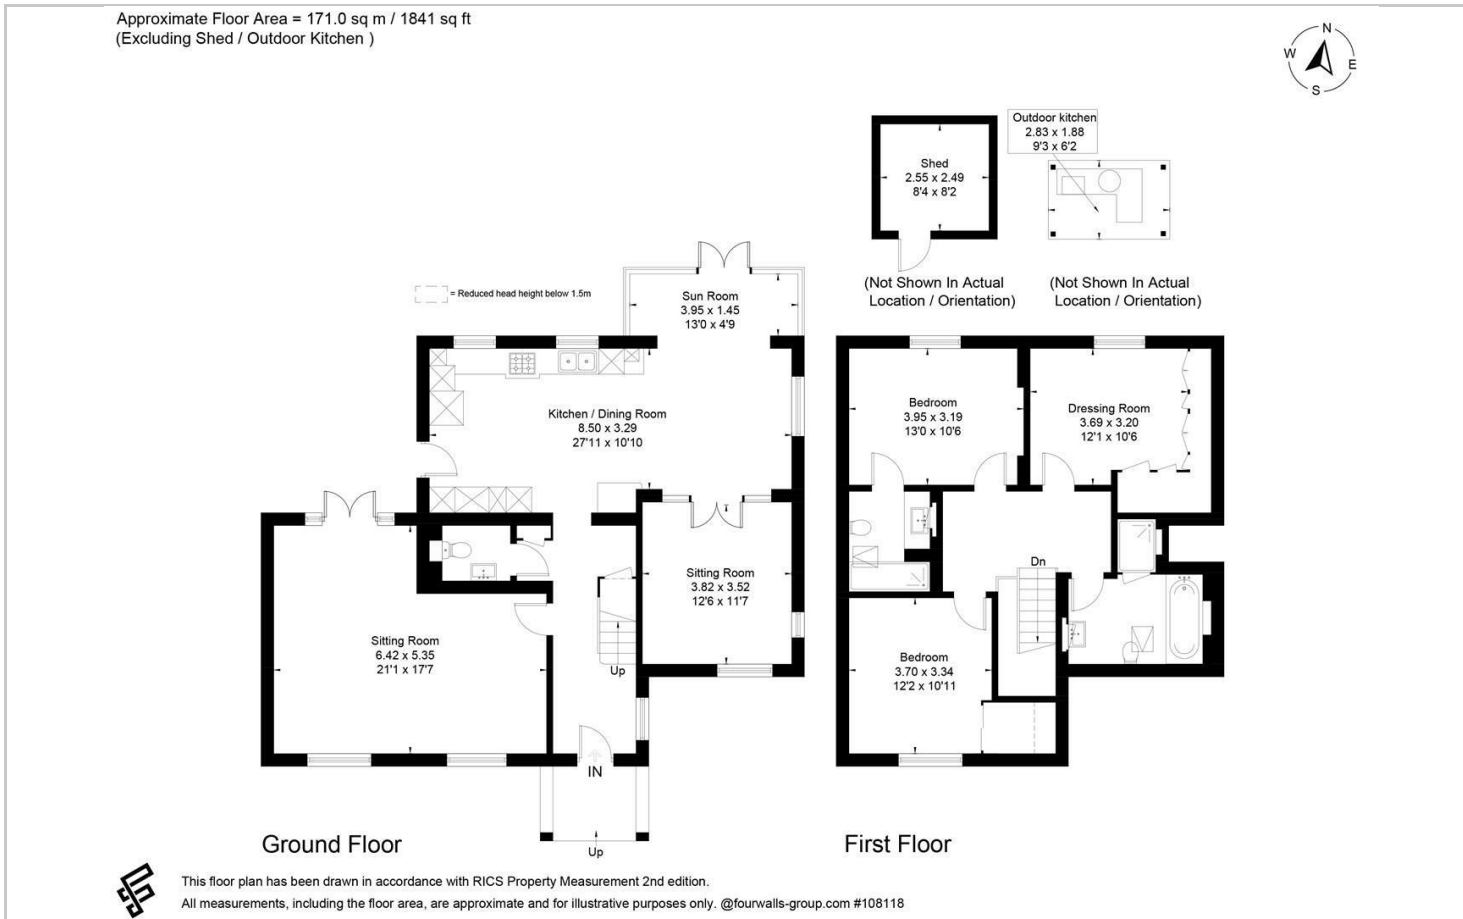 Approximate Floor Area = 171.0 sq m / 1841 sq ft
(Excluding Shed / Outdoor Kitchen )
N
W
E
S
Outdoor kitchen
2.83 x 1.88
9'3 x 6'2
Shed
2.55 x 2.49
8'4 x 8'2
(Not Shown In Actual
Location / Orientation)
(Not Shown In Actual
Location / Orientation)
= Reduced head height below 1.5m
Sun Room
3.95 x 1.45
13'0 x 4'9
Kitchen / Dining Room
8.50 x 3.29
27'11 x 10'10
Bedroom
3.95 x 3.19
13'0 x 10'6
Dressing Room
3.69 x 3.20
12'1 x 10'6
Sitting Room
3.82 x 3.52
12'6 x 11'7
Dn
Sitting Room
6.42 x 5.35
21'1 x 17'7
Up
Bedroom
3.70 x 3.34
12'2 x 10'11
IN
Up
Ground Floor
First Floor
This floor plan has been drawn in accordance with RICS Property Measurement 2nd edition.
All measurements, including the floor area, are approximate and for illustrative purposes only. @fourwalls-group.com #108118